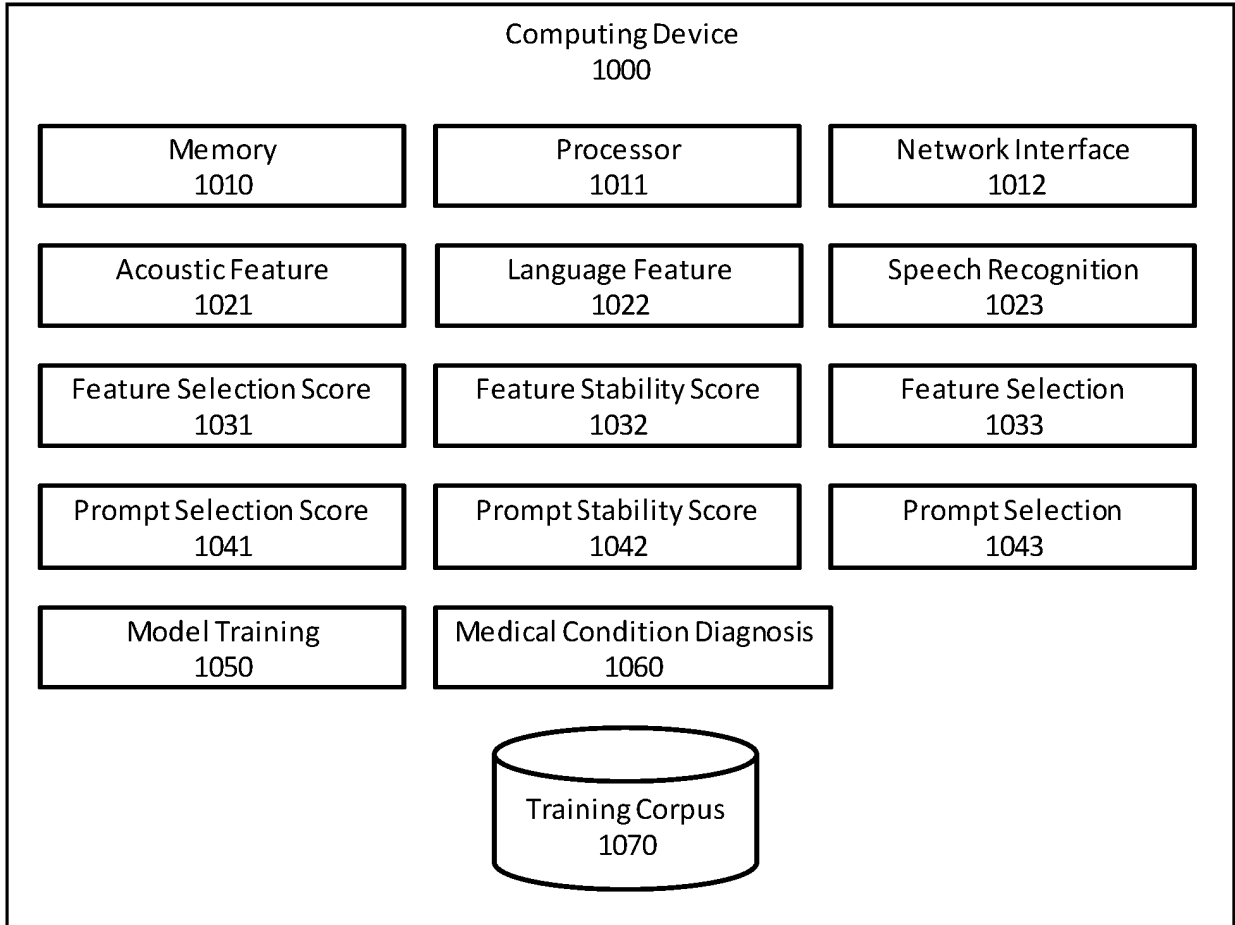 Computing Device
1000
Memory
1010
Processor
1011
Network Interface
1012
Acoustic Feature
1021
Language Feature
1022
Speech Recognition
1023
Feature Selection Score
1031
Feature Stability Score
1032
Feature Selection
1033
Prompt Selection Score
1041
Prompt Stability Score
1042
Prompt Selection
1043
Model Training
1050
Medical Condition Diagnosis
1060
Training Corpus
1070